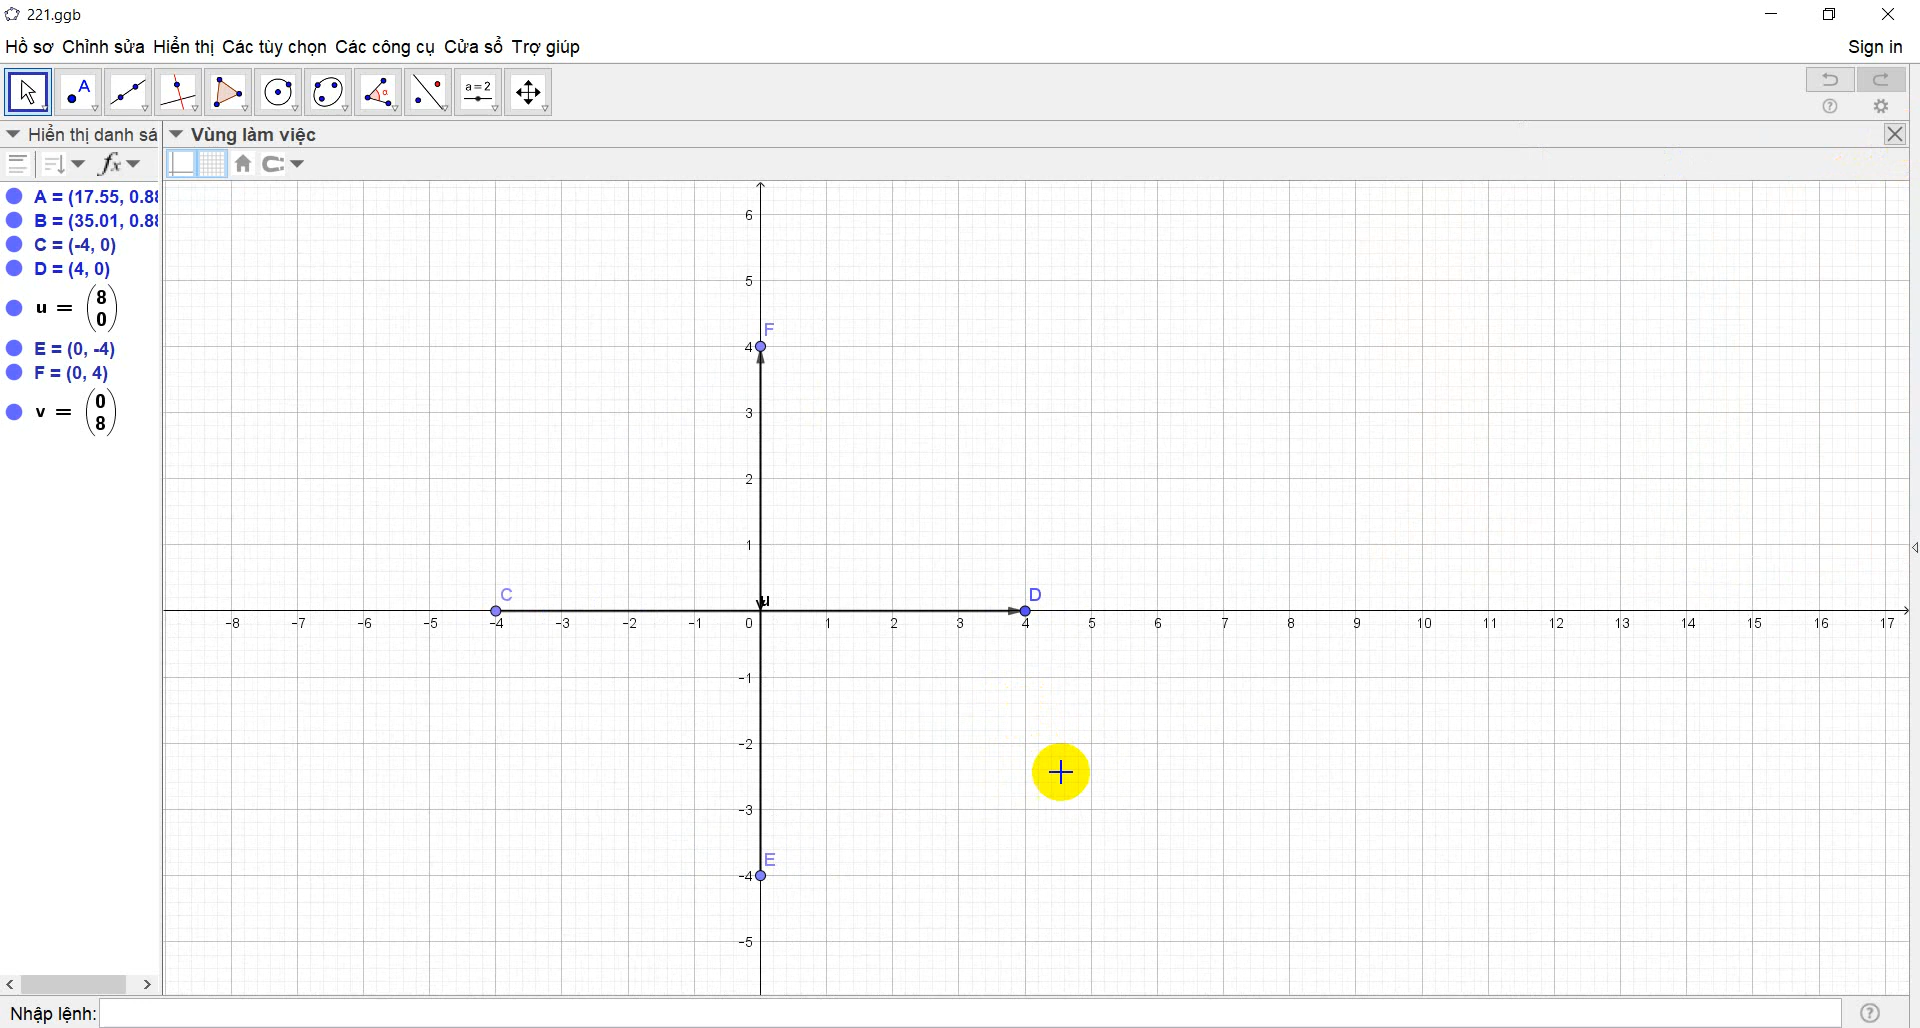 221.ggb
Hồ sơ Chỉnh sửa Hiển thị Các tùy chọn Các công cụ Cửa sổ Trợ giúp
Sign in
A
α
a=2
Hiển thị danh sá
Vùng làm việc
fx
A = (17.55, 0.88
B = (35.01, 0.88
C = (-4, 0)
D = (4, 0)
u = (8 0)
E = (0, -4)
F = (0, 4)
v = (0 8)
6
5
F
4
3
2
1
C
u
D
-8 -7 -6 -5 -4 -3 -2 -1 0 1 2 3 4 5 6 7 8 9 10 11 12 13 14 15 16 17
-1
-2
-3
E
-4
-5
Nhập lệnh: